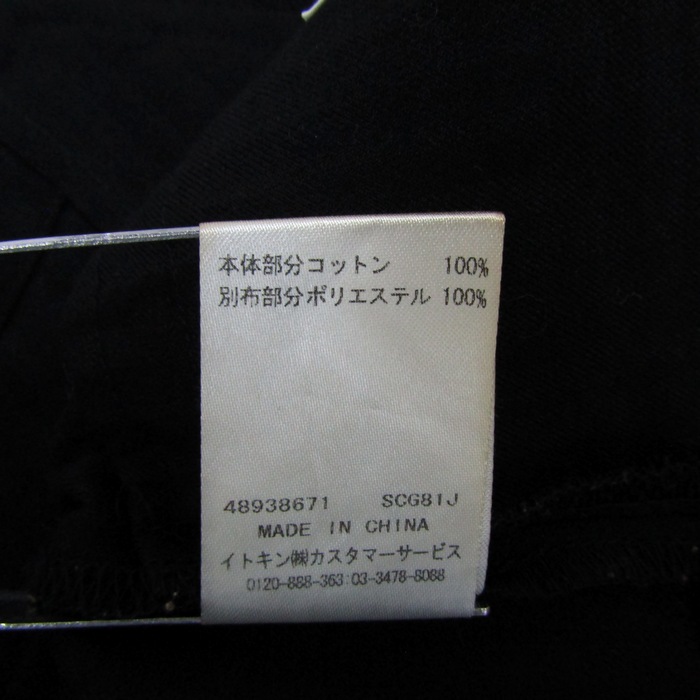 本体部分コットン 100%
別布部分ポリエステル 100%
48938671 SCG81J
MADE IN CHINA
イトキン㈱カスタマーサービス
0120-888-363:03-3478-8088